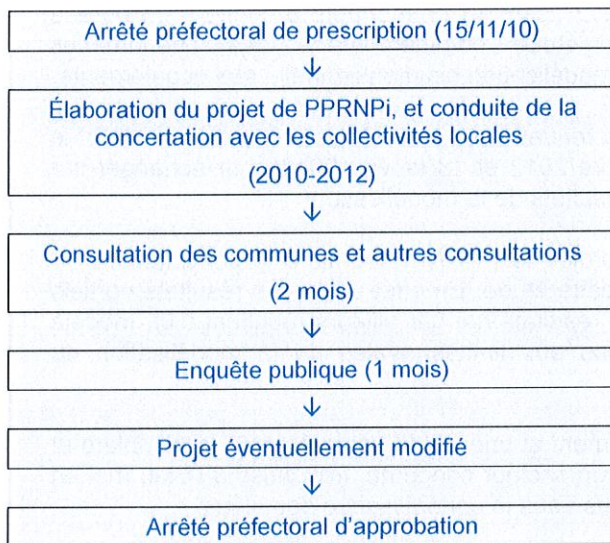 Arrêté préfectoral de prescription (15/11/10)
Élaboration du projet de PPRNPi, et conduite de la
concertation avec les collectivités locales
(2010-2012)
Consultation des communes et autres consultations
(2 mois)
Enquête publique (1 mois)
Projet éventuellement modifié
Arrêté préfectoral d'approbation